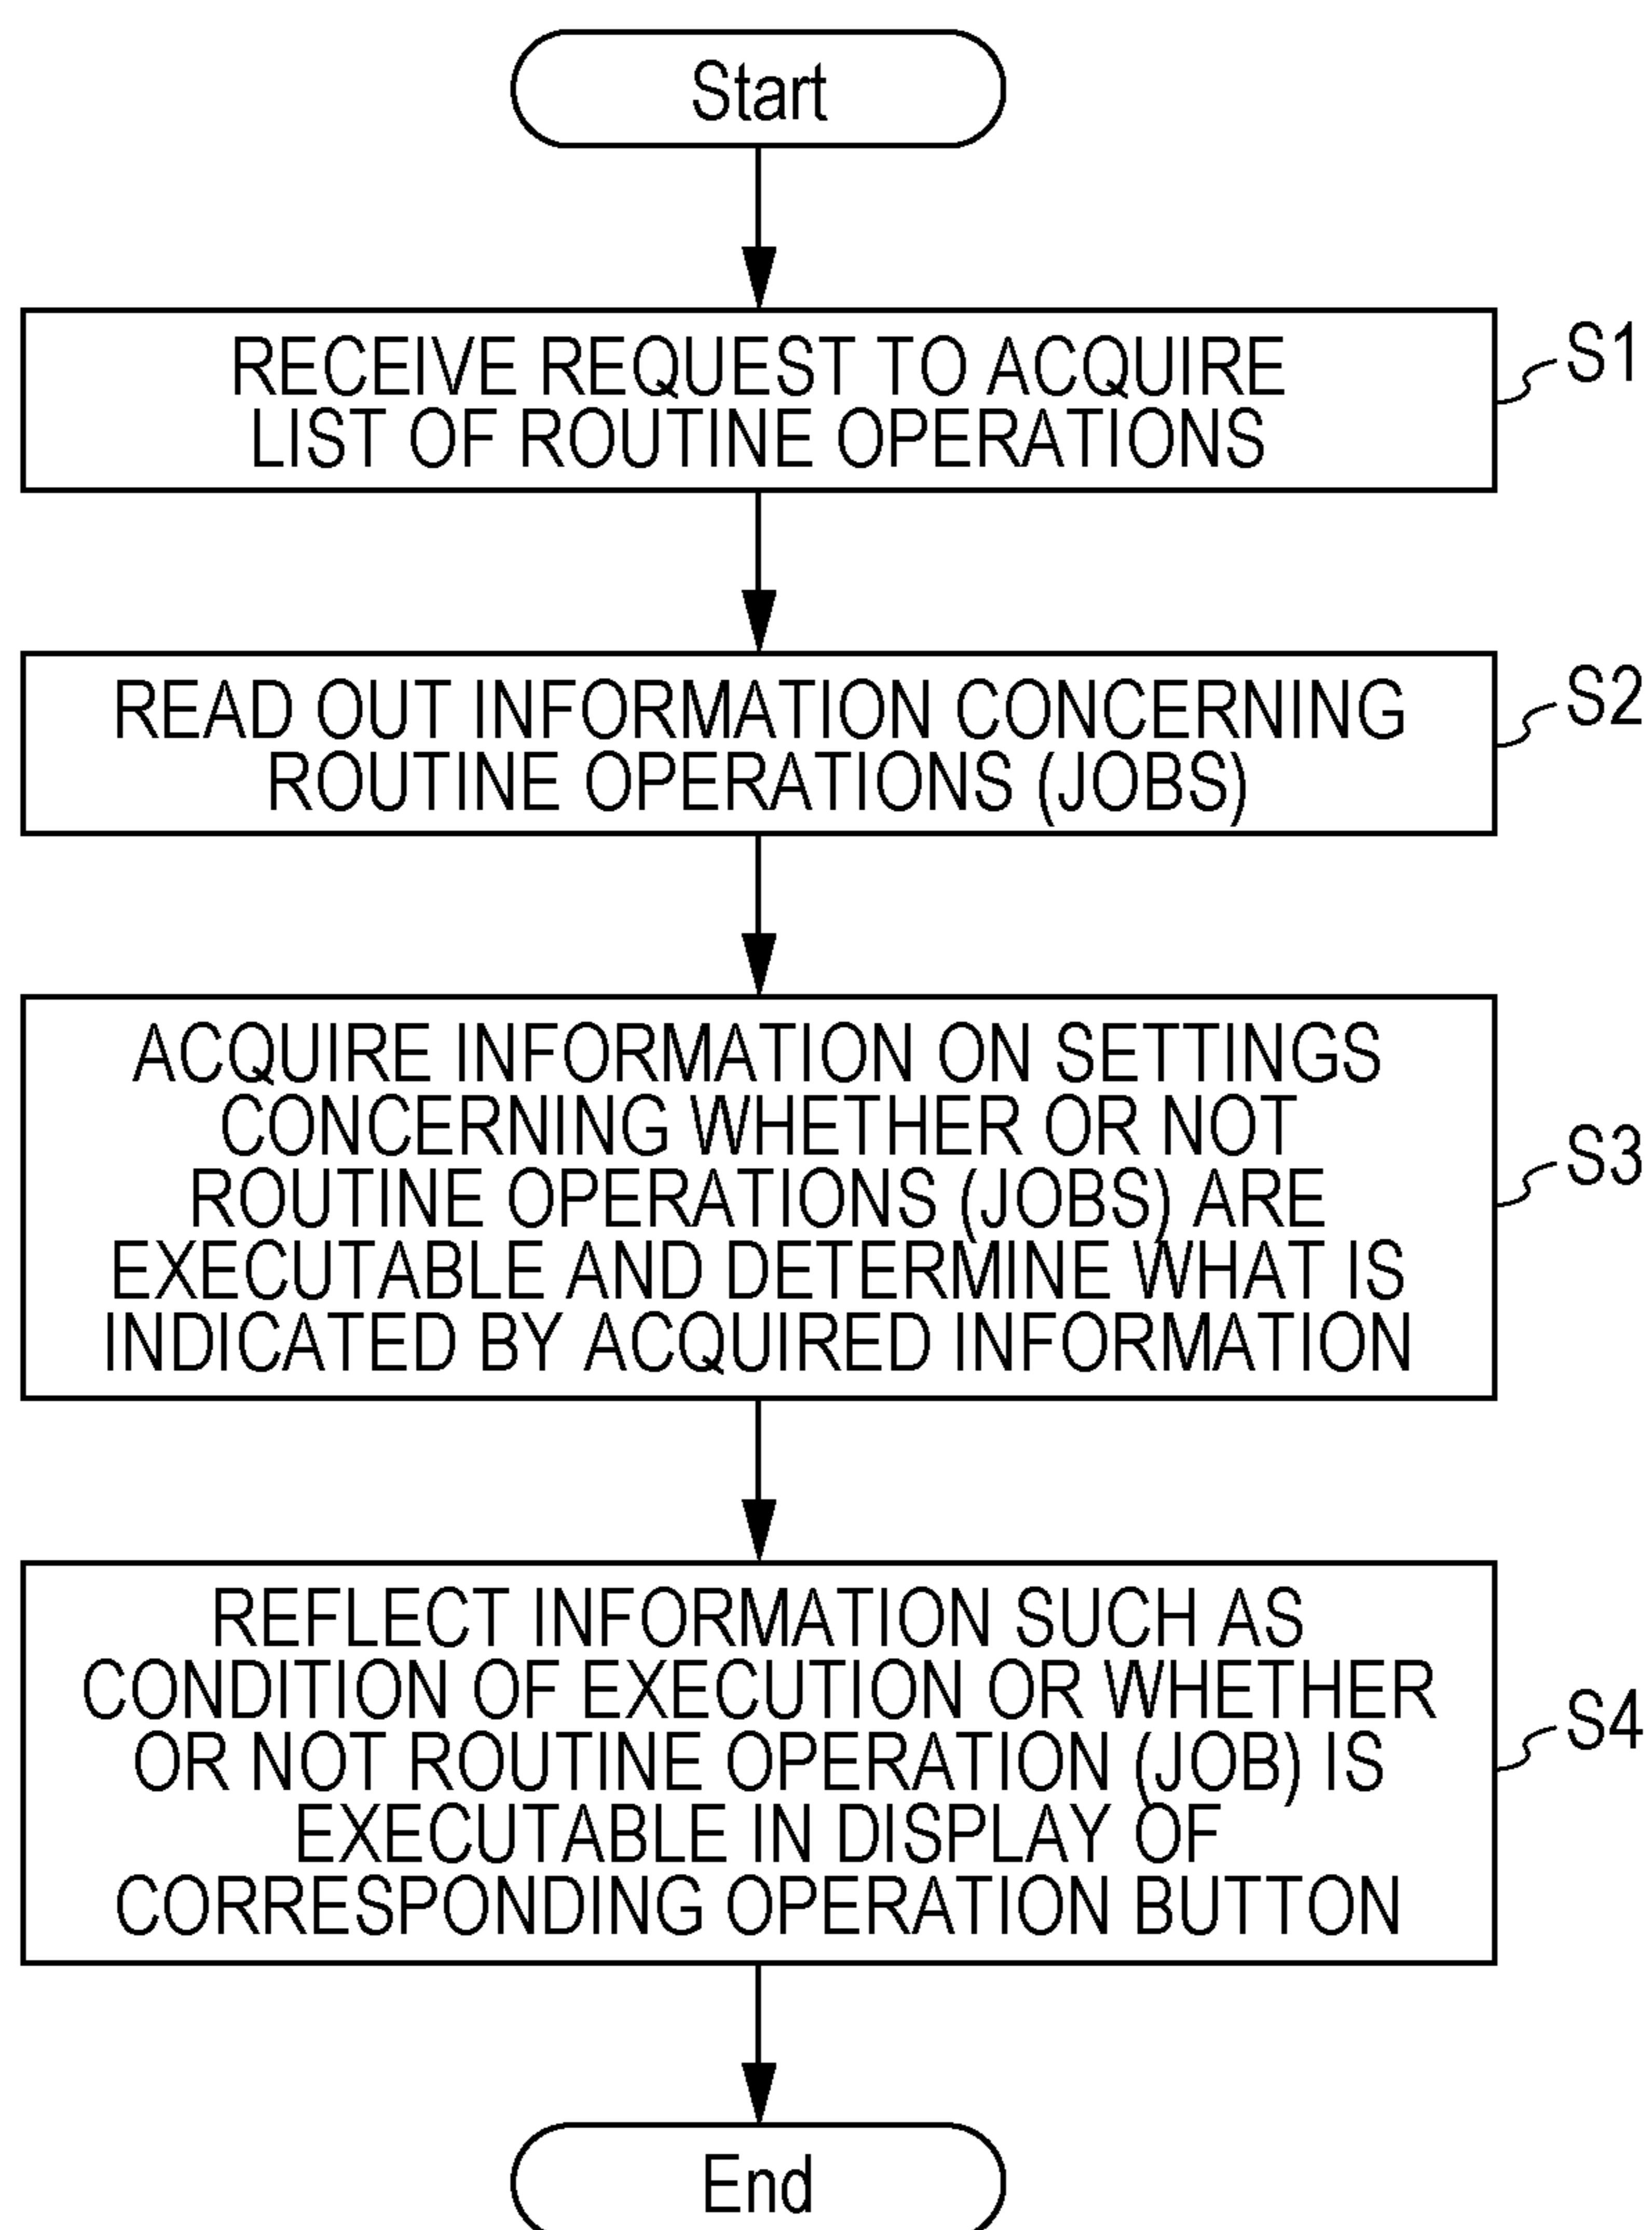 Start
RECEIVE REQUEST TO ACQUIRE
LIST OF ROUTINE OPERATIONS
S1
READ OUT INFORMATION CONCERNING
ROUTINE OPERATIONS (JOBS)
S2
ACQUIRE INFORMATION ON SETTINGS
CONCERNING WHETHER OR NOT
ROUTINE OPERATIONS (JOBS) ARE
EXECUTABLE AND DETERMINE WHAT IS
INDICATED BY ACQUIRED INFORMATION
S3
REFLECT INFORMATION SUCH AS
CONDITION OF EXECUTION OR WHETHER
OR NOT ROUTINE OPERATION (JOB) IS
EXECUTABLE IN DISPLAY OF
CORRESPONDING OPERATION BUTTON
S4
End